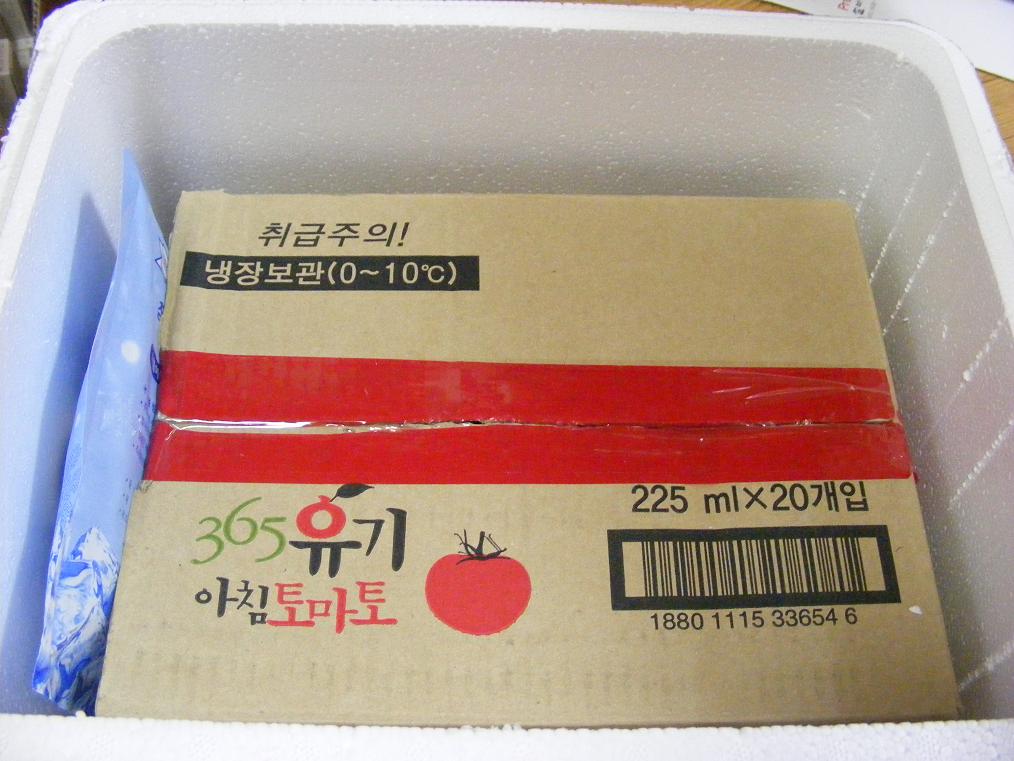 취급주의!
냉장보관(0~10℃)
225 ml×20개입
365유기
아침토마토
1880 1115 33654 6